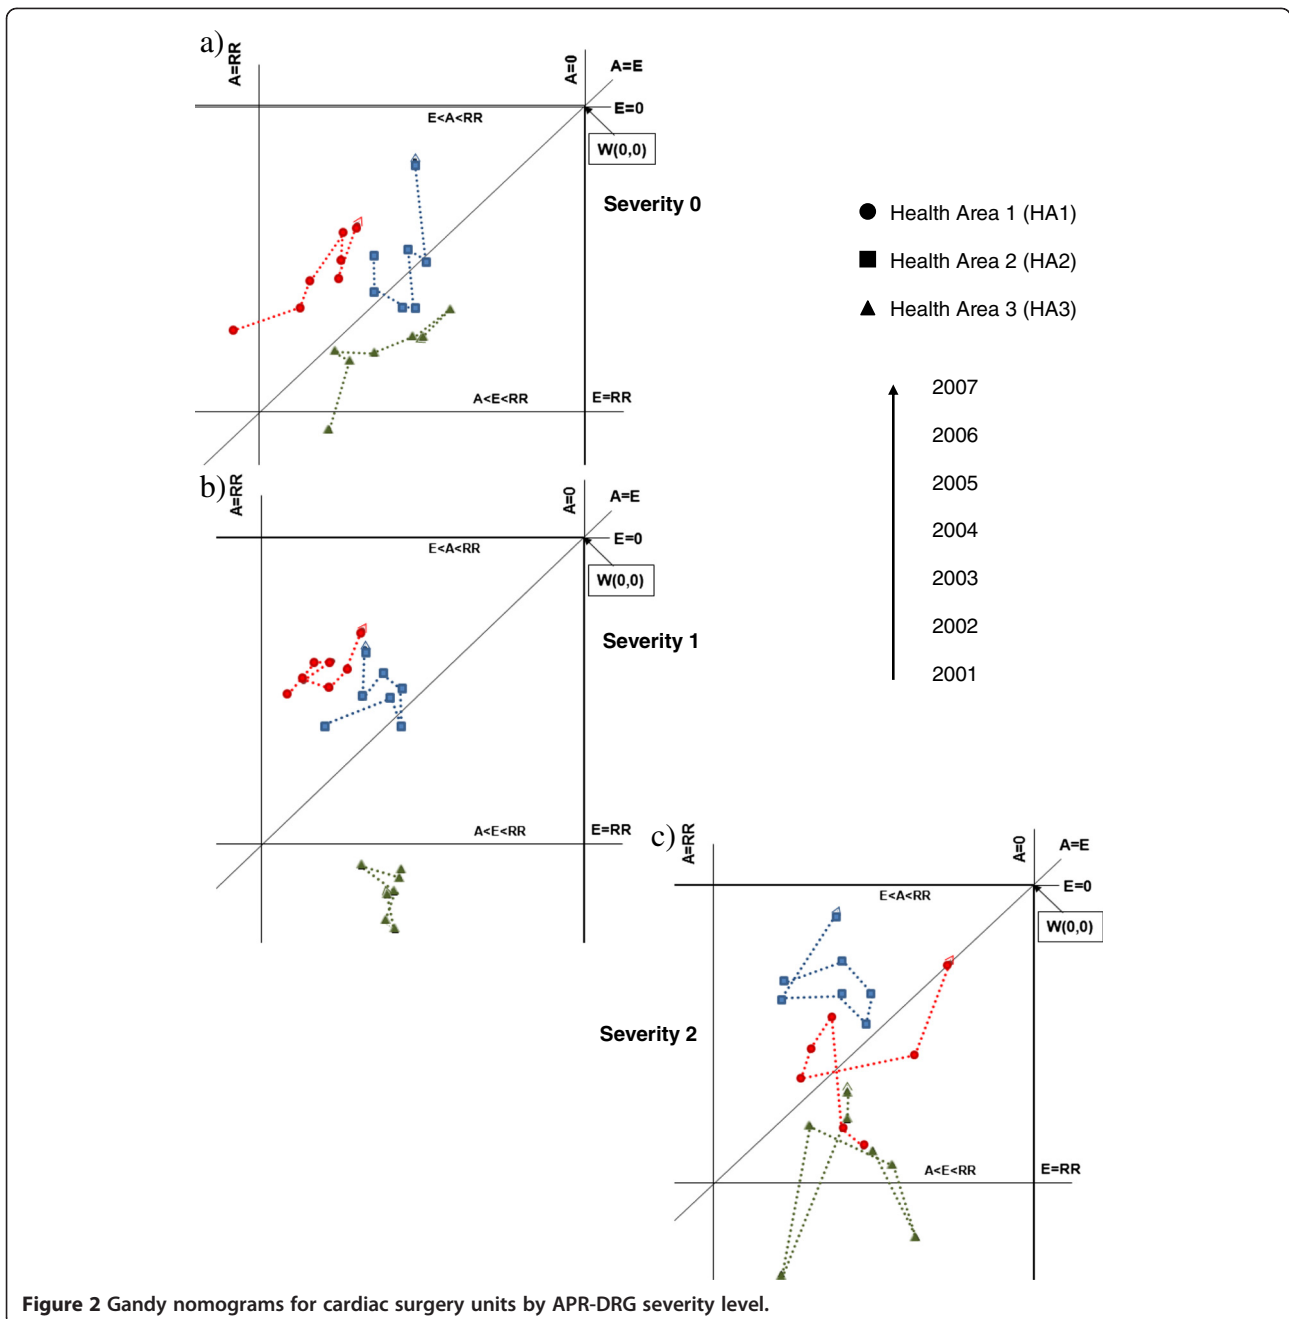 a)
A=RR
A=0
A=E
E=0
E<A<RR
W(0,0)
Severity 0
A<E<RR
E=RR
Health Area 1 (HA1)
Health Area 2 (HA2)
Health Area 3 (HA3)
2007
2006
2005
2004
2003
2002
2001
b)
A=RR
A=0
A=E
E=0
E<A<RR
W(0,0)
Severity 1
A<E<RR
E=RR
c)
A=RR
A=0
A=E
E=0
E<A<RR
W(0,0)
Severity 2
A<E<RR
E=RR
Figure 2 Gandy nomograms for cardiac surgery units by APR-DRG severity level.